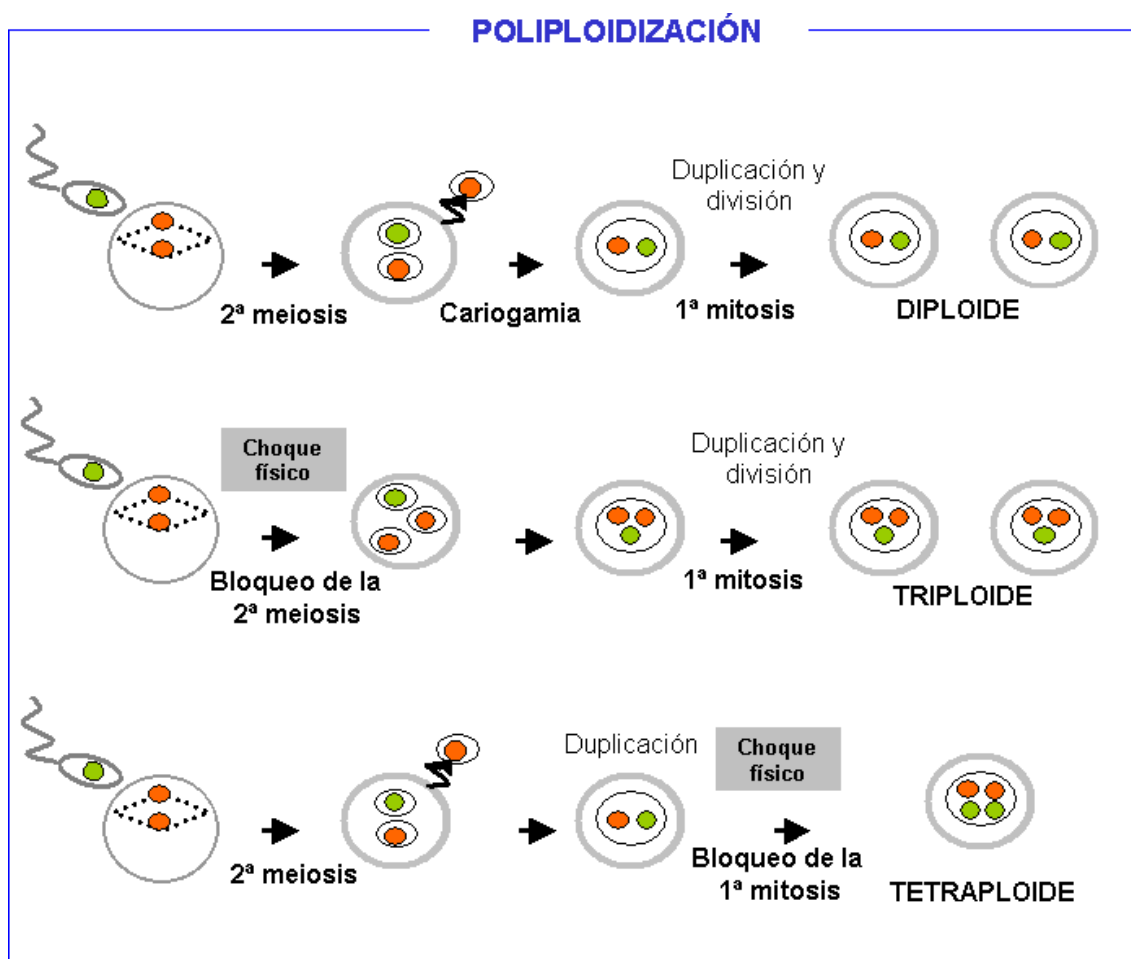 POLIPLOIDIZACIÓN
Duplicación y
división
2ª meiosis
Cariogamia
1ª mitosis
DIPLOIDE
Choque
físico
Duplicación y
división
Bloqueo de la
2ª meiosis
1ª mitosis
TRIPLOIDE
Duplicación
Choque
físico
2ª meiosis
Bloqueo de la
1ª mitosis
TETRAPLOIDE